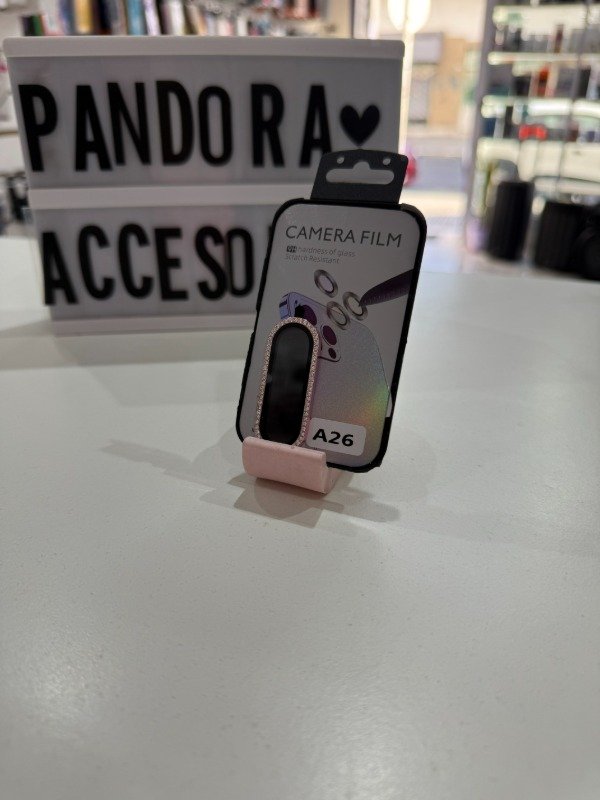 PANDORA♥
ACCESO
CAMERA FILM
9H hardness of glass
Scratch Resistant
A26